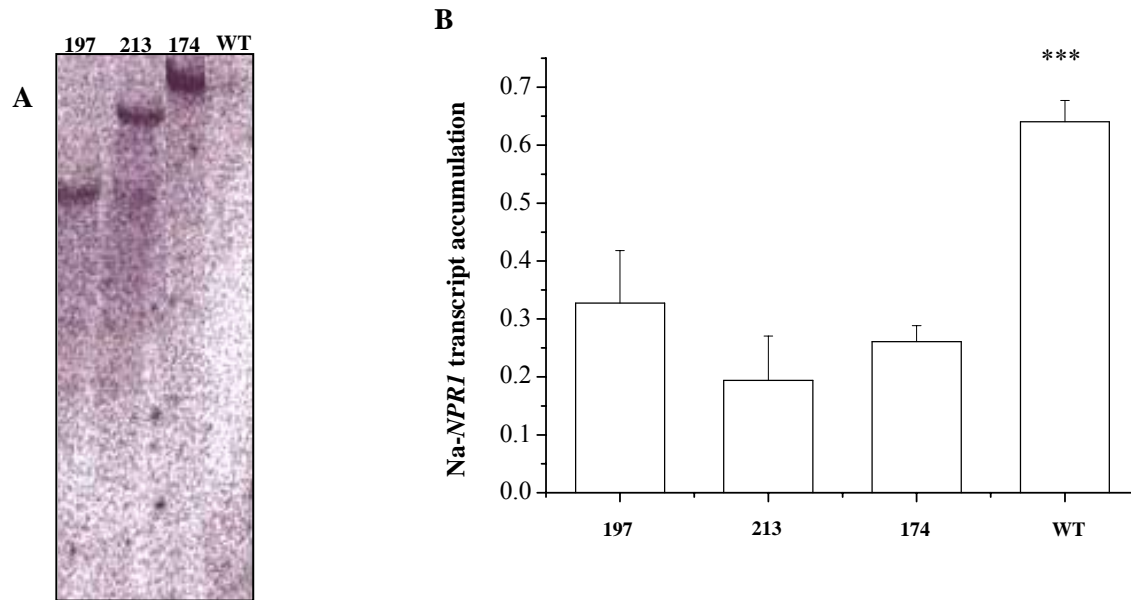 A
197 213 174 WT
B
Na-NPR1 transcript accumulation
0.7
0.6
0.5
0.4
0.3
0.2
0.1
0.0
***
197 213 174 WT